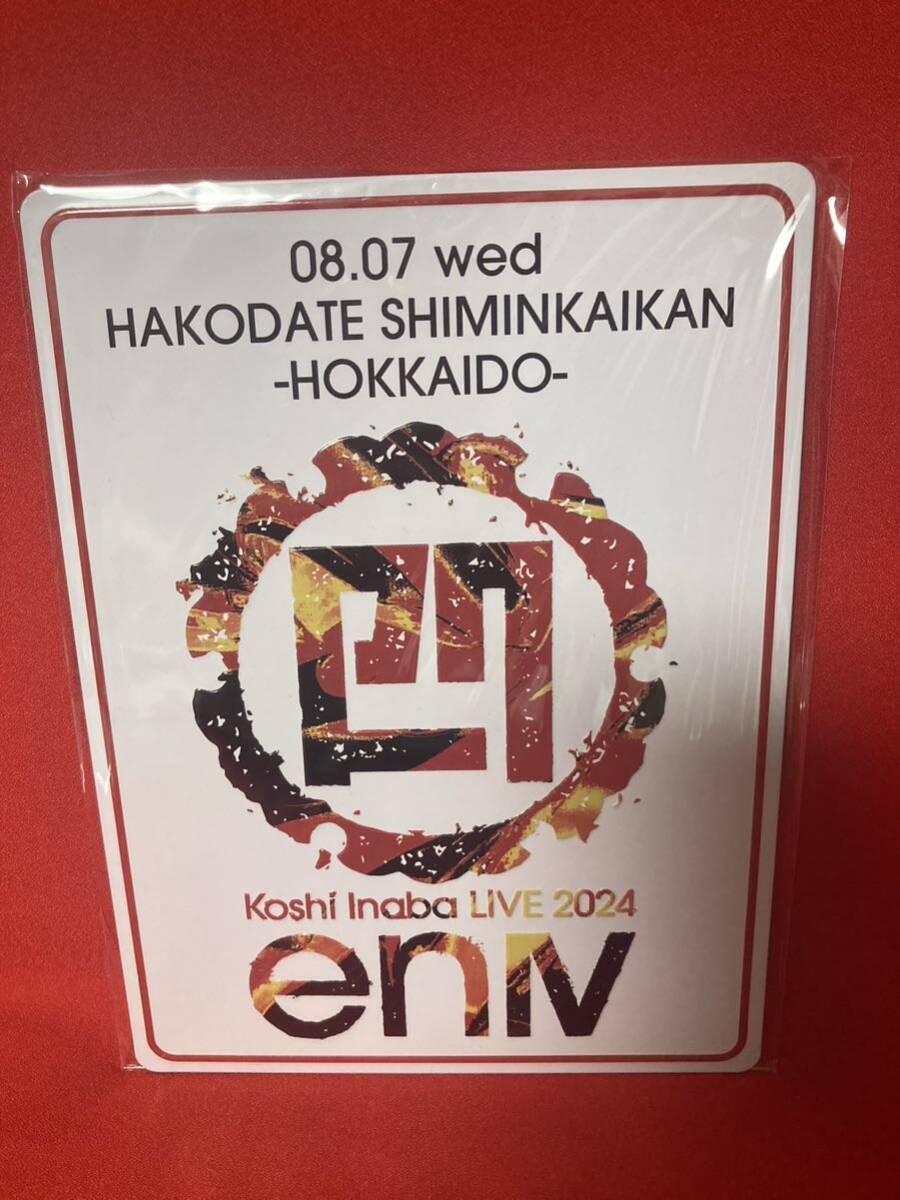 08.07 wed
HAKODATE SHIMINKAIKAN
-HOKKAIDO-
Koshi Inaba LIVE 2024
enIV